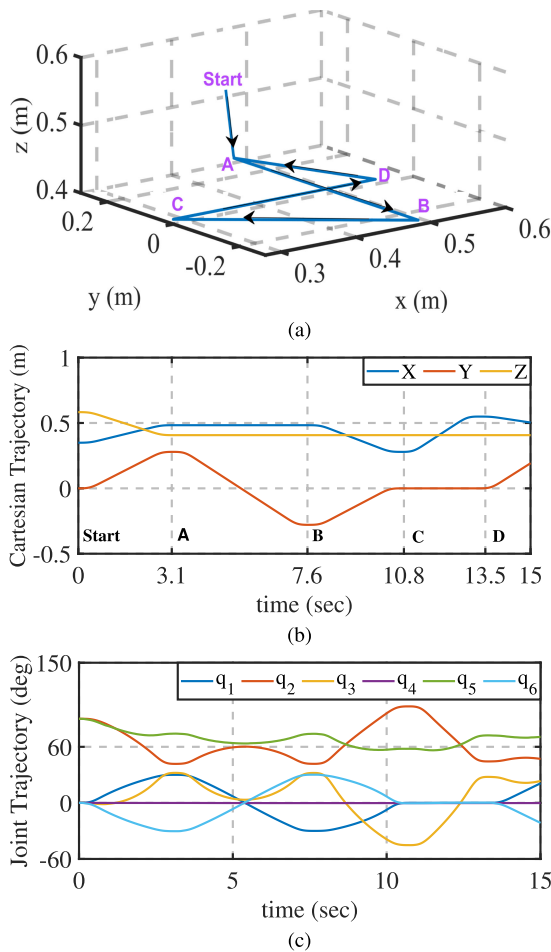 0.6
Start
z (m)
0.5
A
D
0.4
C
B
0.2
0.6
0
0.5
-0.2
0.4
0.3
y (m)
x (m)
(a)
1
X Y Z
Cartesian Trajectory (m)
0.5
0
Start A B C D
-0.5
0 3.1 7.6 10.8 13.5 15
time (sec)
(b)
150
q1 q2 q3 q4 q5 q6
Joint Trajectory (deg)
60
0
-60
0 5 10 15
time (sec)
(c)